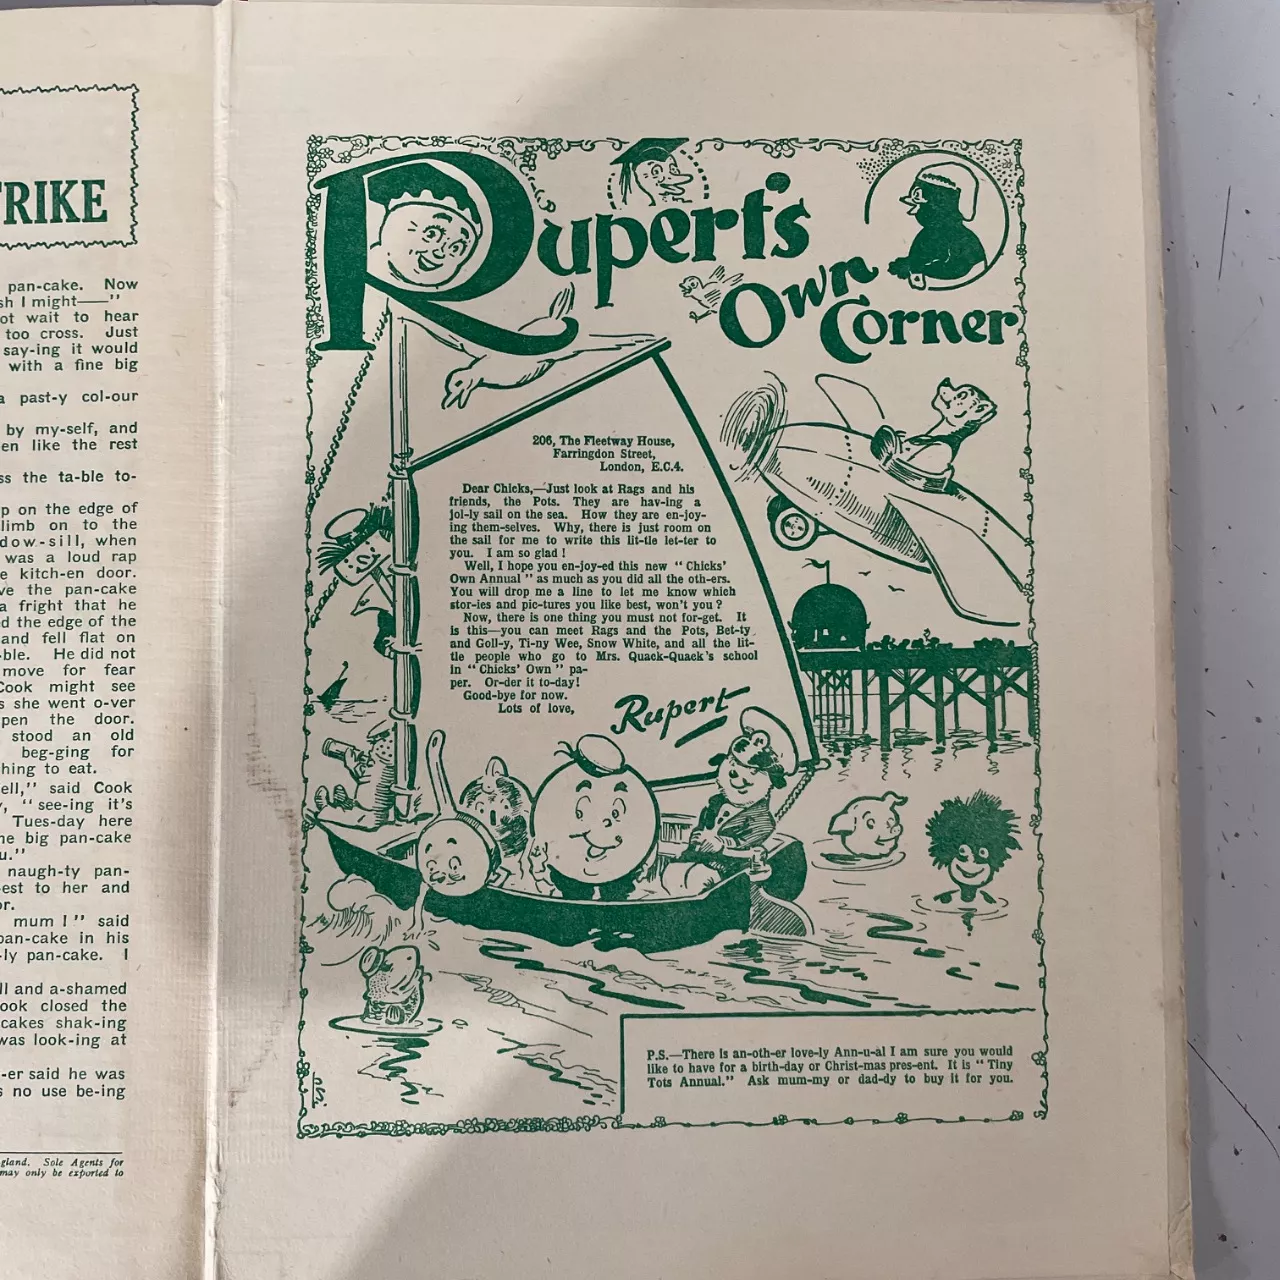 TRIKE
pan-cake. Now
sh I might——"
ot wait to hear
too cross. Just
say-ing it would
with a fine big
a past-y col-our
by my-self, and
en like the rest
ss the ta-ble to-
p on the edge of
limb on to the
dow-sill, when
was a loud rap
e kitch-en door.
ve the pan-cake
a fright that he
d the edge of the
and fell flat on
-ble. He did not
move for fear
Cook might see
s she went o-ver
pen the door.
stood an old
beg-ging for
hing to eat.
ell," said Cook
y, "see-ing it's
Tues-day here
ne big pan-cake
u."
naugh-ty pan-
-est to her and
or.
mum!" said
pan-cake in his
-ly pan-cake. I
ll and a-shamed
ook closed the
cakes shak-ing
was look-ing at
-er said he was
s no use be-ing
gland. Sole Agents for
may only be exported to
Rupert's
Own
Corner
206, The Fleetway House,
Farringdon Street,
London, E.C.4.
Dear Chicks,—Just look at Rags and his
friends, the Pots. They are hav-ing a
jol-ly sail on the sea. How they are en-joy-
ing them-selves. Why, there is just room on
the sail for me to write this lit-tle let-ter to
you. I am so glad!
Well, I hope you en-joy-ed this new "Chicks'
Own Annual" as much as you did all the oth-ers.
You will drop me a line to let me know which
stor-ies and pic-tures you like best, won't you?
Now, there is one thing you must not for-get. It
is this—you can meet Rags and the Pots, Bet-ty
and Goll-y, Ti-ny Wee, Snow White, and all the lit-
tle people who go to Mrs. Quack-Quack's school
in "Chicks' Own" pa-
per. Or-der it to-day!
Good-bye for now.
Lots of love,
Rupert
P.S.—There is an-oth-er love-ly Ann-u-al I am sure you would
like to have for a birth-day or Christ-mas pres-ent. It is "Tiny
Tots Annual." Ask mum-my or dad-dy to buy it for you.